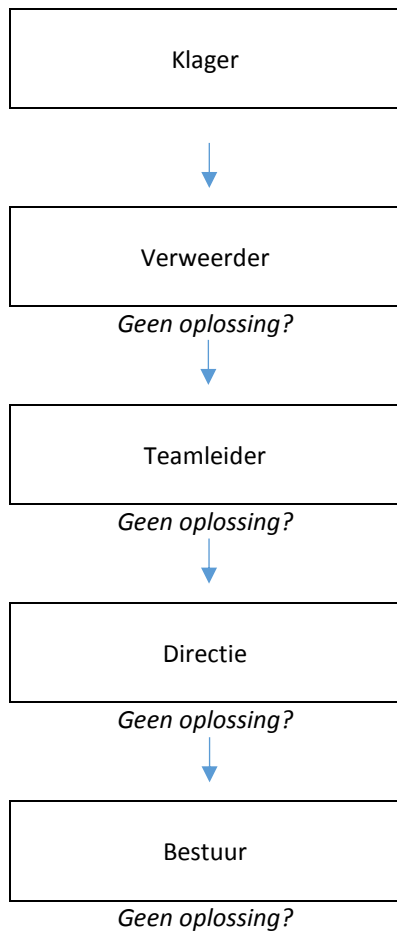 Klager
Verweerder
Geen oplossing?
Teamleider
Geen oplossing?
Directie
Geen oplossing?
Bestuur
Geen oplossing?